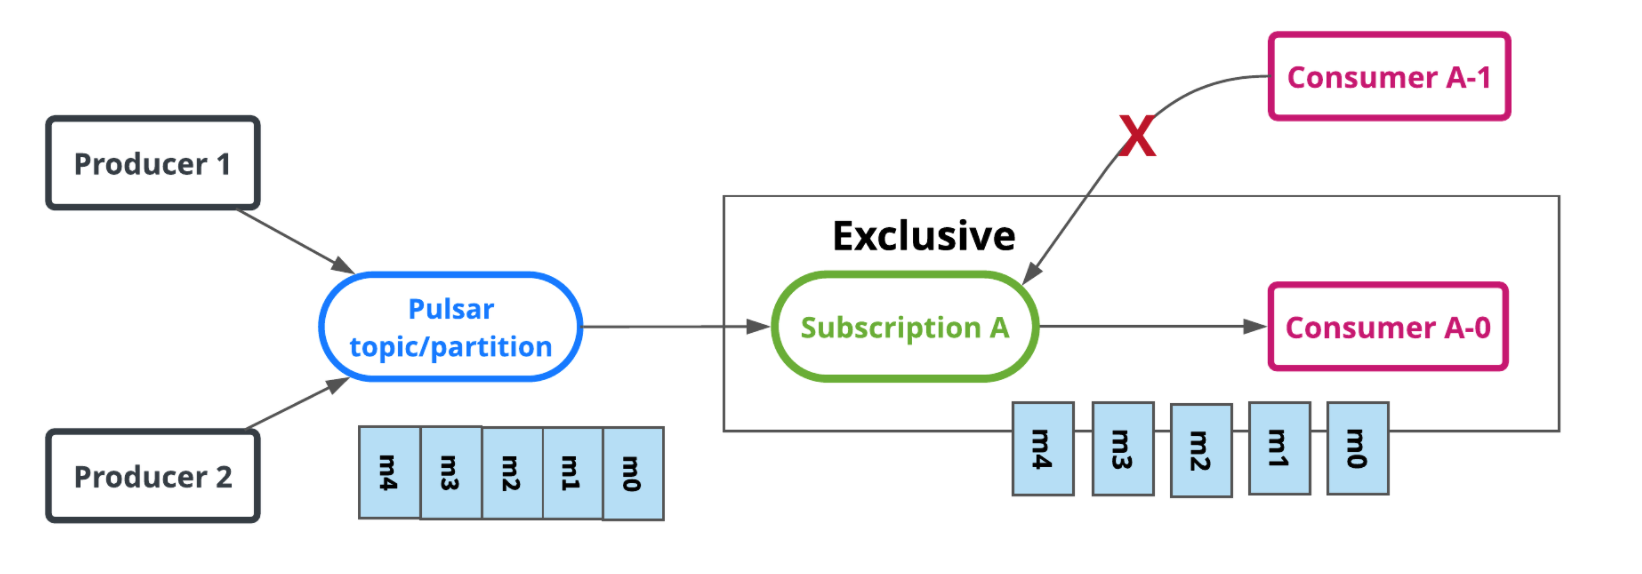 Consumer A-1
X
Producer 1
Exclusive
Pulsar
topic/partition
Subscription A
Consumer A-0
Producer 2
m4
m3
m2
m1
m0
m4
m3
m2
m1
m0